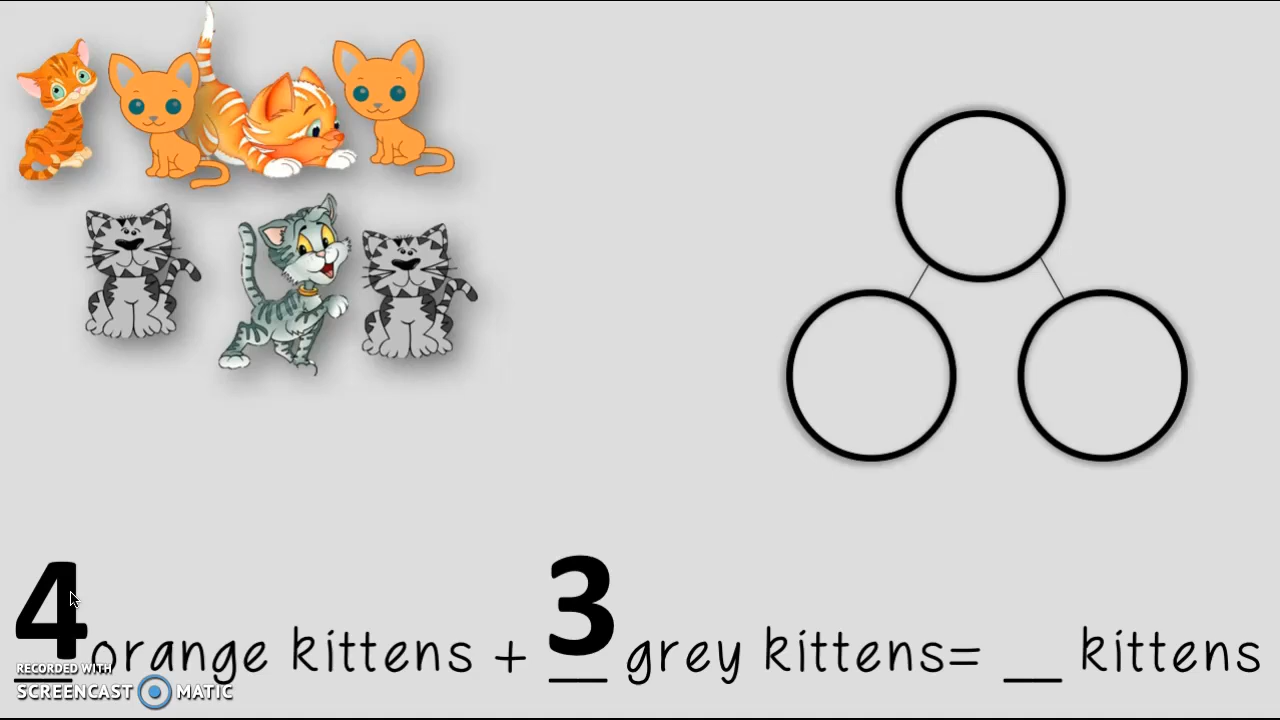 4 orange kittens + 3 grey kittens= __ kittens
RECORDED WITH
SCREENCAST MATIC